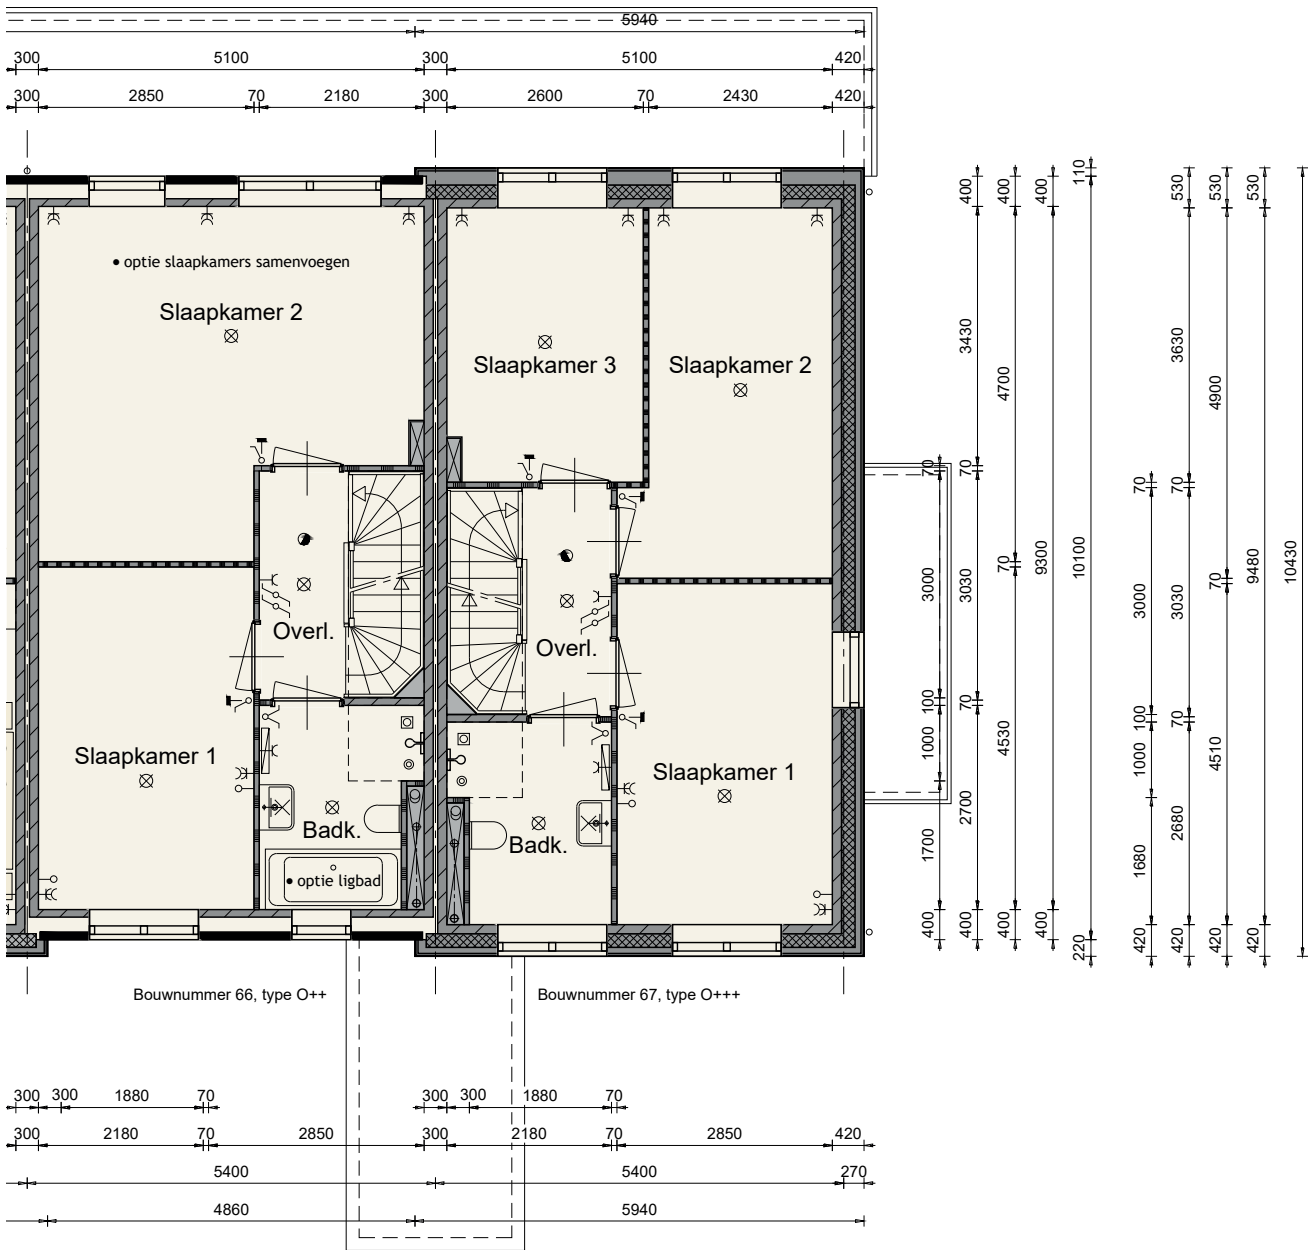 5940
300 5100 300 5100 420
300 2850 70 2180 300 2600 70 2430 420
• optie slaapkamers samenvoegen
Slaapkamer 2
Slaapkamer 3
Slaapkamer 2
Overl.
Overl.
Slaapkamer 1
Slaapkamer 1
Badk.
Badk.
• optie ligbad
400 3430 70 3030 70 2700 400
70 3000 100 1000 1700 400
400 4700 70 4530 400
400 9300 400
110 10100 220
70 3000 100 1000 1680 420
530 3630 70 3030 70 2680 420
530 4900 70 4510 420
530 9480 420
10430
Bouwnummer 66, type O++
Bouwnummer 67, type O+++
300 300 1880 70 300 300 1880 70
300 2180 70 2850 300 2180 70 2850 420
5400 5400 270
4860 5940